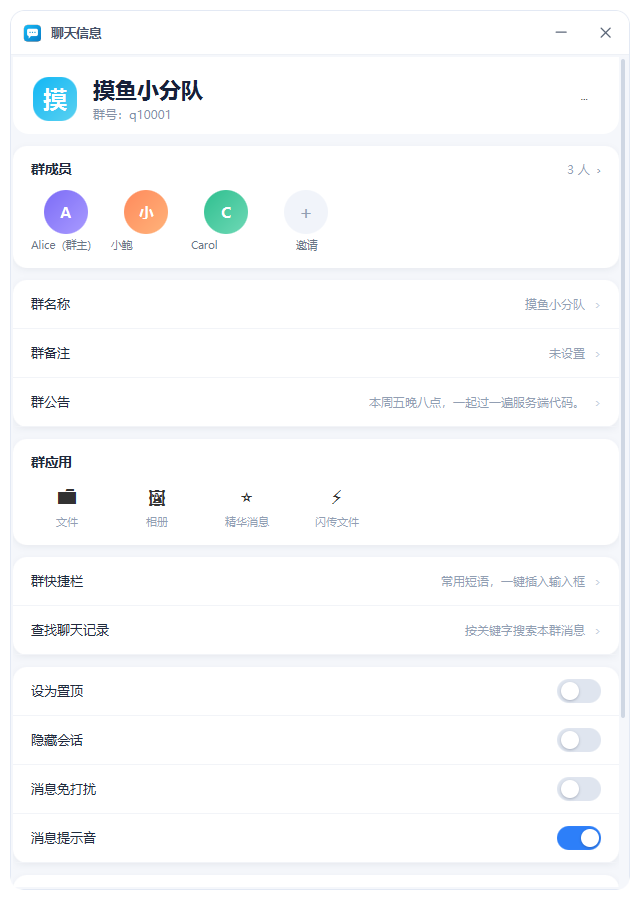 聊天信息
摸
摸鱼小分队
群号：q10001
...
群成员
3 人 ›
A 小 C +
Alice（群主） 小鲍 Carol 邀请
群名称 摸鱼小分队 ›
群备注 未设置 ›
群公告 本周五晚八点，一起过一遍服务端代码。 ›
群应用
文件 相册 精华消息 闪传文件
群快捷栏 常用短语，一键插入输入框 ›
查找聊天记录 按关键字搜索本群消息 ›
设为置顶
隐藏会话
消息免打扰
消息提示音